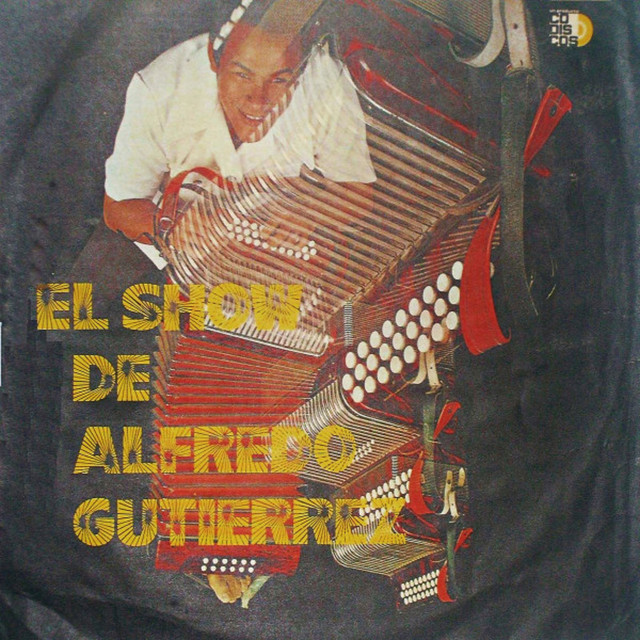 CO
DIS
COS
EL SHOW
DE
ALFREDO
GUTIERREZ